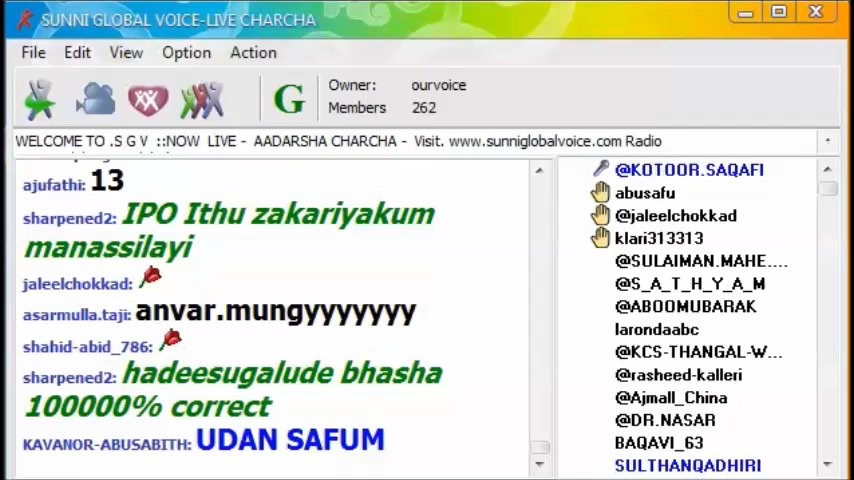 SUNNI GLOBAL VOICE-LIVE CHARCHA
File Edit View Option Action
G
Owner: ourvoice
Members 262
WELCOME TO .S G V ::NOW LIVE - AADARSHA CHARCHA - Visit. www.sunniglobalvoice.com Radio
ajufathi: 13
sharpened2: IPO Ithu zakariyakum
manassilayi
jaleelchokkad:
asarmulla.taji: anvar.mungyyyyyyy
shahid-abid_786:
sharpened2: hadeesugalude bhasha
100000% correct
KAVANOR-ABUSABITH: UDAN SAFUM
@KOTOOR.SAQAFI
abusafu
@jaleelchokkad
klari313313
@SULAIMAN.MAHE....
@S_A_T_H_Y_A_M
@ABOOMUBARAK
larondaabc
@KCS-THANGAL-W...
@rasheed-kalleri
@Ajmall_China
@DR.NASAR
BAQAVI_63
SULTHANQADHIRI